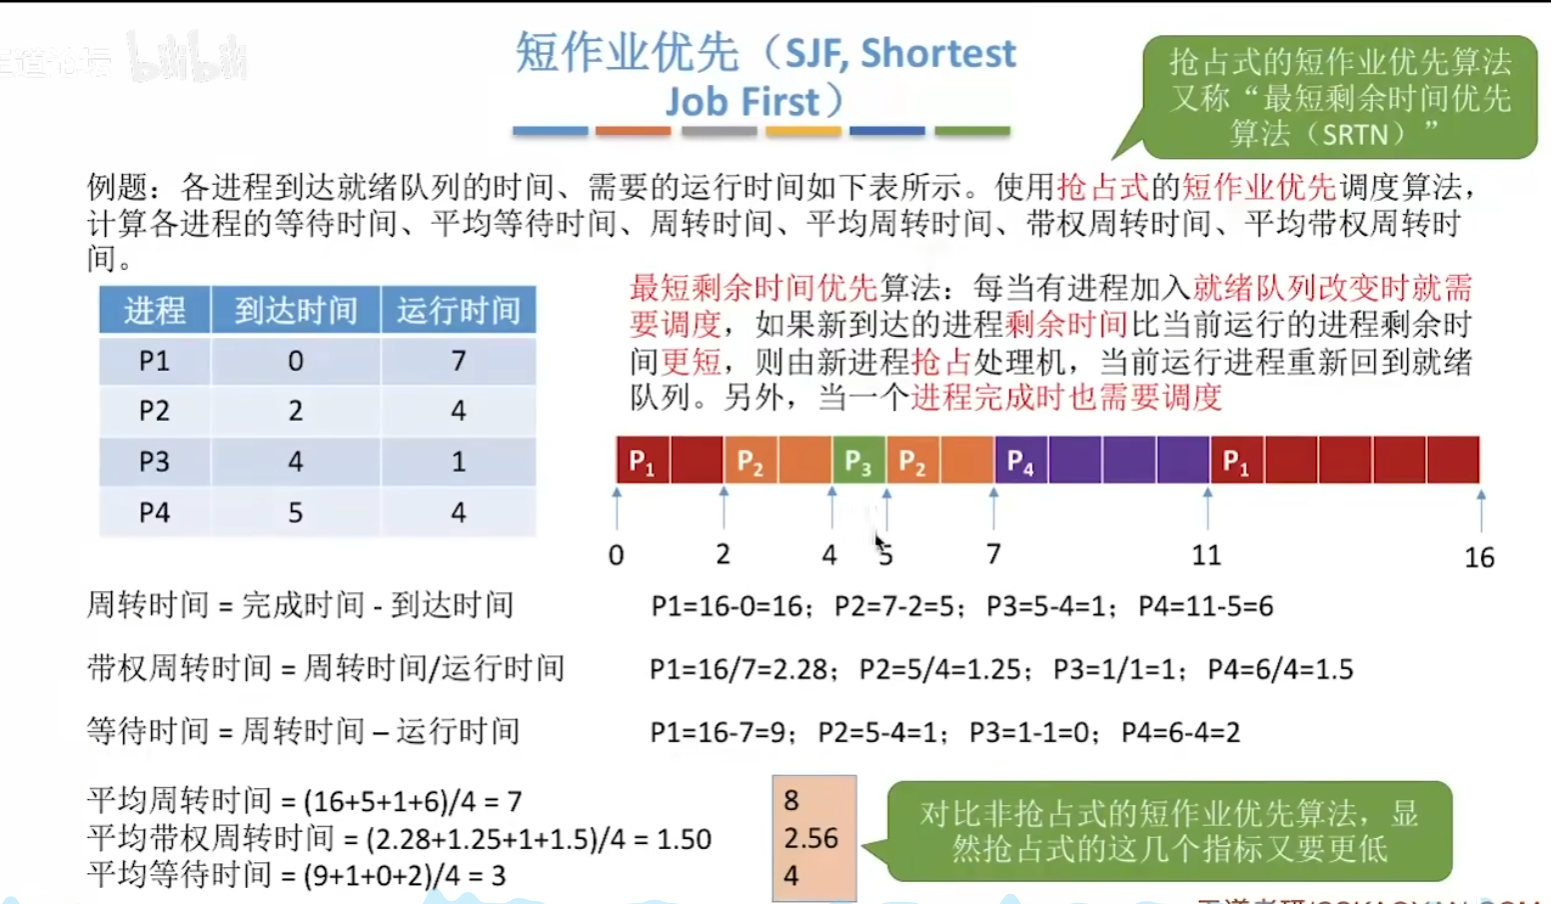 王道论坛 bilibili
短作业优先（SJF, Shortest
Job First）
抢占式的短作业优先算法
又称“最短剩余时间优先
算法（SRTN）”
例题：各进程到达就绪队列的时间、需要的运行时间如下表所示。使用抢占式的短作业优先调度算法，
计算各进程的等待时间、平均等待时间、周转时间、平均周转时间、带权周转时间、平均带权周转时
间。
进程 到达时间 运行时间
P1 0 7
P2 2 4
P3 4 1
P4 5 4
最短剩余时间优先算法：每当有进程加入就绪队列改变时就需
要调度，如果新到达的进程剩余时间比当前运行的进程剩余时
间更短，则由新进程抢占处理机，当前运行进程重新回到就绪
队列。另外，当一个进程完成时也需要调度
P1 P2 P3 P2 P4 P1
0 2 4 5 7 11 16
周转时间 = 完成时间 - 到达时间 P1=16-0=16；P2=7-2=5；P3=5-4=1；P4=11-5=6
带权周转时间 = 周转时间/运行时间 P1=16/7=2.28；P2=5/4=1.25；P3=1/1=1；P4=6/4=1.5
等待时间 = 周转时间 – 运行时间 P1=16-7=9；P2=5-4=1；P3=1-1=0；P4=6-4=2
平均周转时间 = (16+5+1+6)/4 = 7 8
平均带权周转时间 = (2.28+1.25+1+1.5)/4 = 1.50 2.56
平均等待时间 = (9+1+0+2)/4 = 3 4
对比非抢占式的短作业优先算法，显
然抢占式的这几个指标又要更低